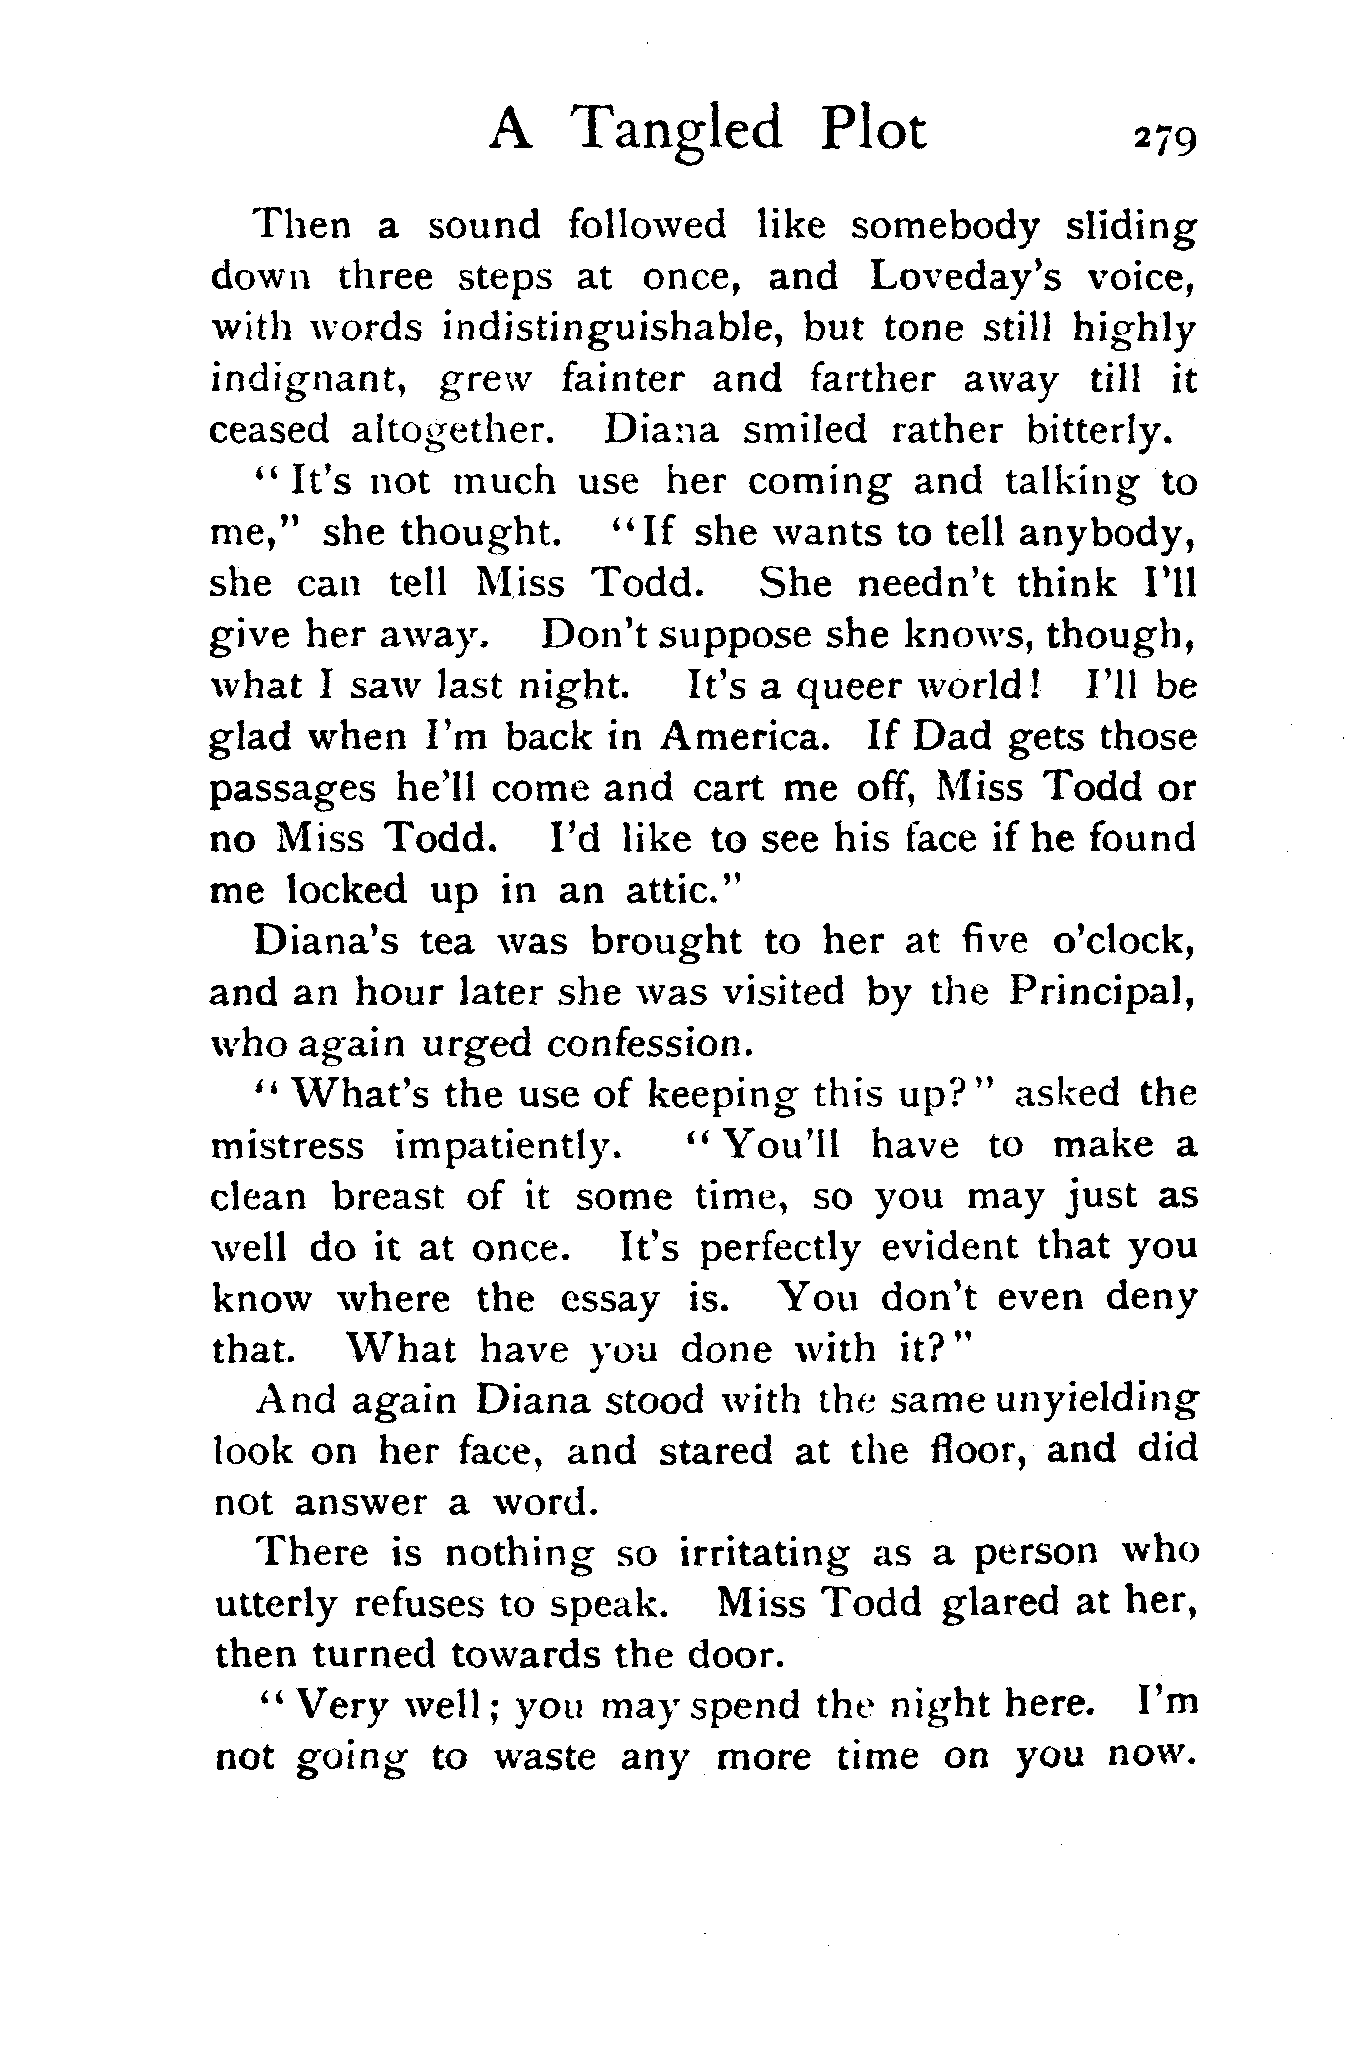 A Tangled Plot 279
Then a sound followed like somebody sliding
down three steps at once, and Loveday's voice,
with words indistinguishable, but tone still highly
indignant, grew fainter and farther away till it
ceased altogether. Diana smiled rather bitterly.
"It's not much use her coming and talking to
me," she thought. "If she wants to tell anybody,
she can tell Miss Todd. She needn't think I'll
give her away. Don't suppose she knows, though,
what I saw last night. It's a queer world! I'll be
glad when I'm back in America. If Dad gets those
passages he'll come and cart me off, Miss Todd or
no Miss Todd. I'd like to see his face if he found
me locked up in an attic."
Diana's tea was brought to her at five o'clock,
and an hour later she was visited by the Principal,
who again urged confession.
"What's the use of keeping this up?" asked the
mistress impatiently. "You'll have to make a
clean breast of it some time, so you may just as
well do it at once. It's perfectly evident that you
know where the essay is. You don't even deny
that. What have you done with it?"
And again Diana stood with the same unyielding
look on her face, and stared at the floor, and did
not answer a word.
There is nothing so irritating as a person who
utterly refuses to speak. Miss Todd glared at her,
then turned towards the door.
"Very well; you may spend the night here. I'm
not going to waste any more time on you now.